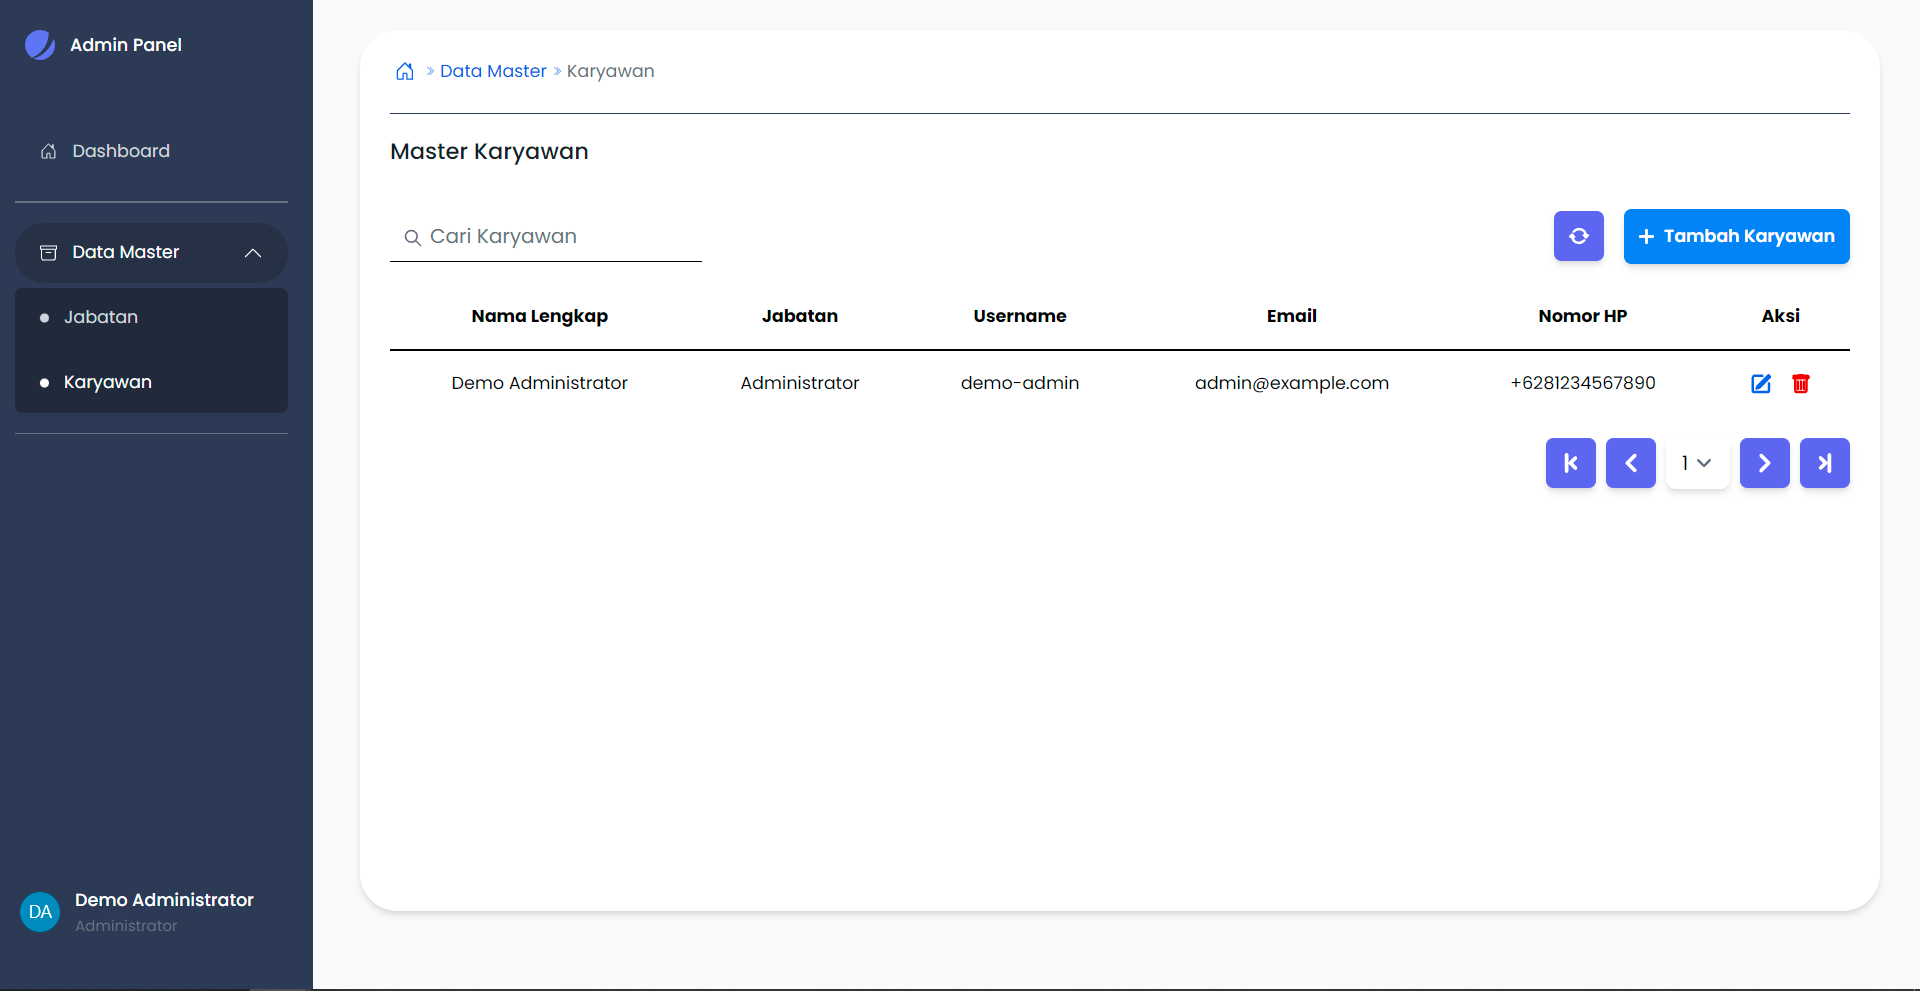 Admin Panel
Dashboard
Data Master
Jabatan
Karyawan
Demo Administrator
DA
Administrator
» Data Master » Karyawan
Master Karyawan
Cari Karyawan
+ Tambah Karyawan
Nama Lengkap Jabatan Username Email Nomor HP Aksi
Demo Administrator Administrator demo-admin admin@example.com +6281234567890
1